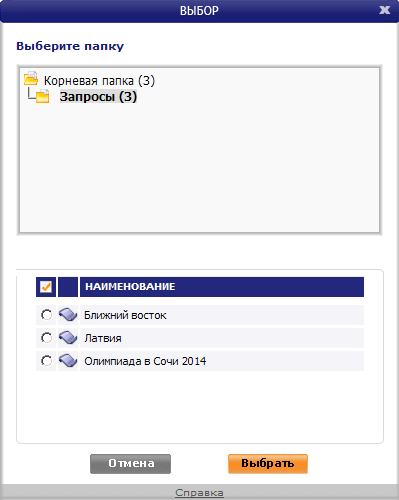 ВЫБОР
Выберите папку
Корневая папка (3)
Запросы (3)
НАИМЕНОВАНИЕ
Ближний восток
Латвия
Олимпиада в Сочи 2014
Отмена Выбрать
Справка